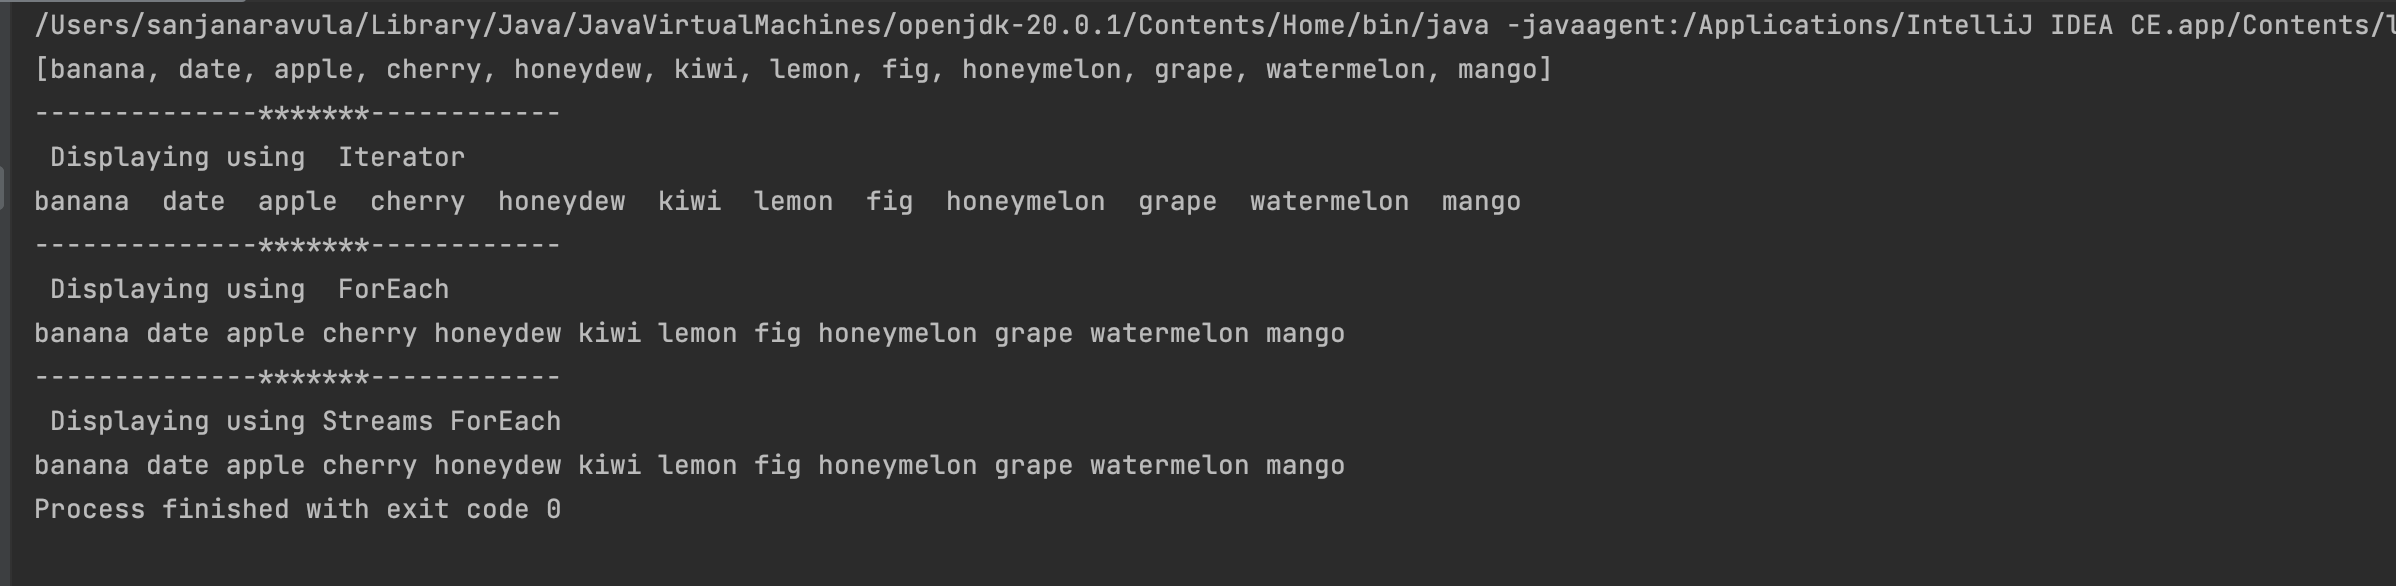 /Users/sanjanaravula/Library/Java/JavaVirtualMachines/openjdk-20.0.1/Contents/Home/bin/java -javaagent:/Applications/IntelliJ IDEA CE.app/Contents/l
[banana, date, apple, cherry, honeydew, kiwi, lemon, fig, honeymelon, grape, watermelon, mango]
--------------*******------------
 Displaying using  Iterator
banana  date  apple  cherry  honeydew  kiwi  lemon  fig  honeymelon  grape  watermelon  mango
--------------*******------------
 Displaying using  ForEach
banana date apple cherry honeydew kiwi lemon fig honeymelon grape watermelon mango
--------------*******------------
 Displaying using Streams ForEach
banana date apple cherry honeydew kiwi lemon fig honeymelon grape watermelon mango
Process finished with exit code 0